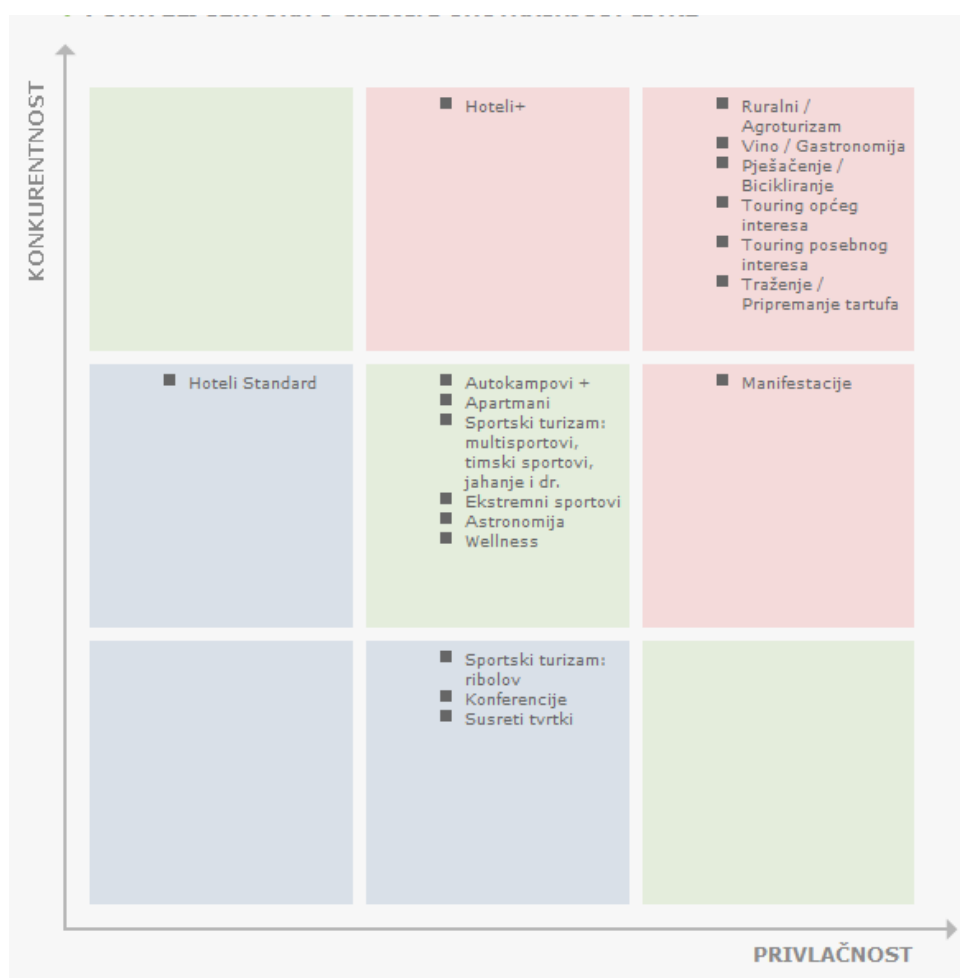 KONKURENTNOST
Hoteli+
Ruralni /
Agroturizam
Vino / Gastronomija
Pješačenje /
Bicikliranje
Touring općeg
interesa
Touring posebnog
interesa
Traženje /
Pripremanje tartufa
Hoteli Standard
Autokampovi +
Apartmani
Sportski turizam:
multisportovi,
timski sportovi,
jahanje i dr.
Ekstremni sportovi
Astronomija
Wellness
Manifestacije
Sportski turizam:
ribolov
Konferencije
Susreti tvrtki
PRIVLAČNOST